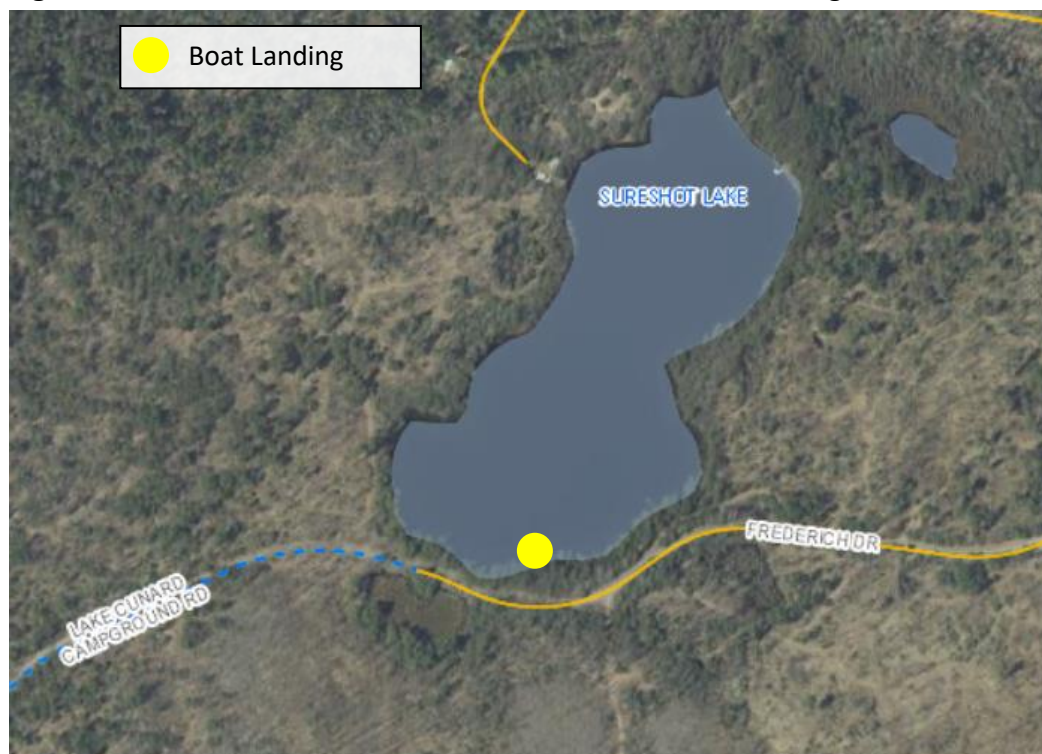 Boat Landing
SURESHOT LAKE
FREDERICH DR
LAKE CUNARD
CAMPGROUND RD